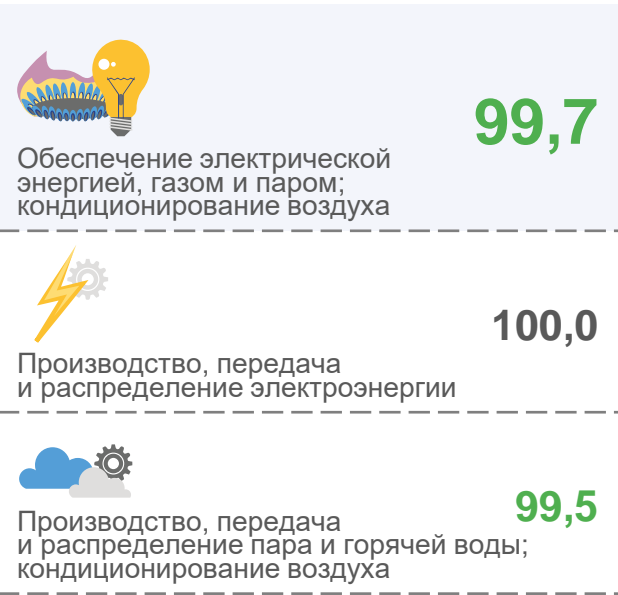 99,7
Обеспечение электрической
энергией, газом и паром;
кондиционирование воздуха
100,0
Производство, передача
и распределение электроэнергии
99,5
Производство, передача
и распределение пара и горячей воды;
кондиционирование воздуха